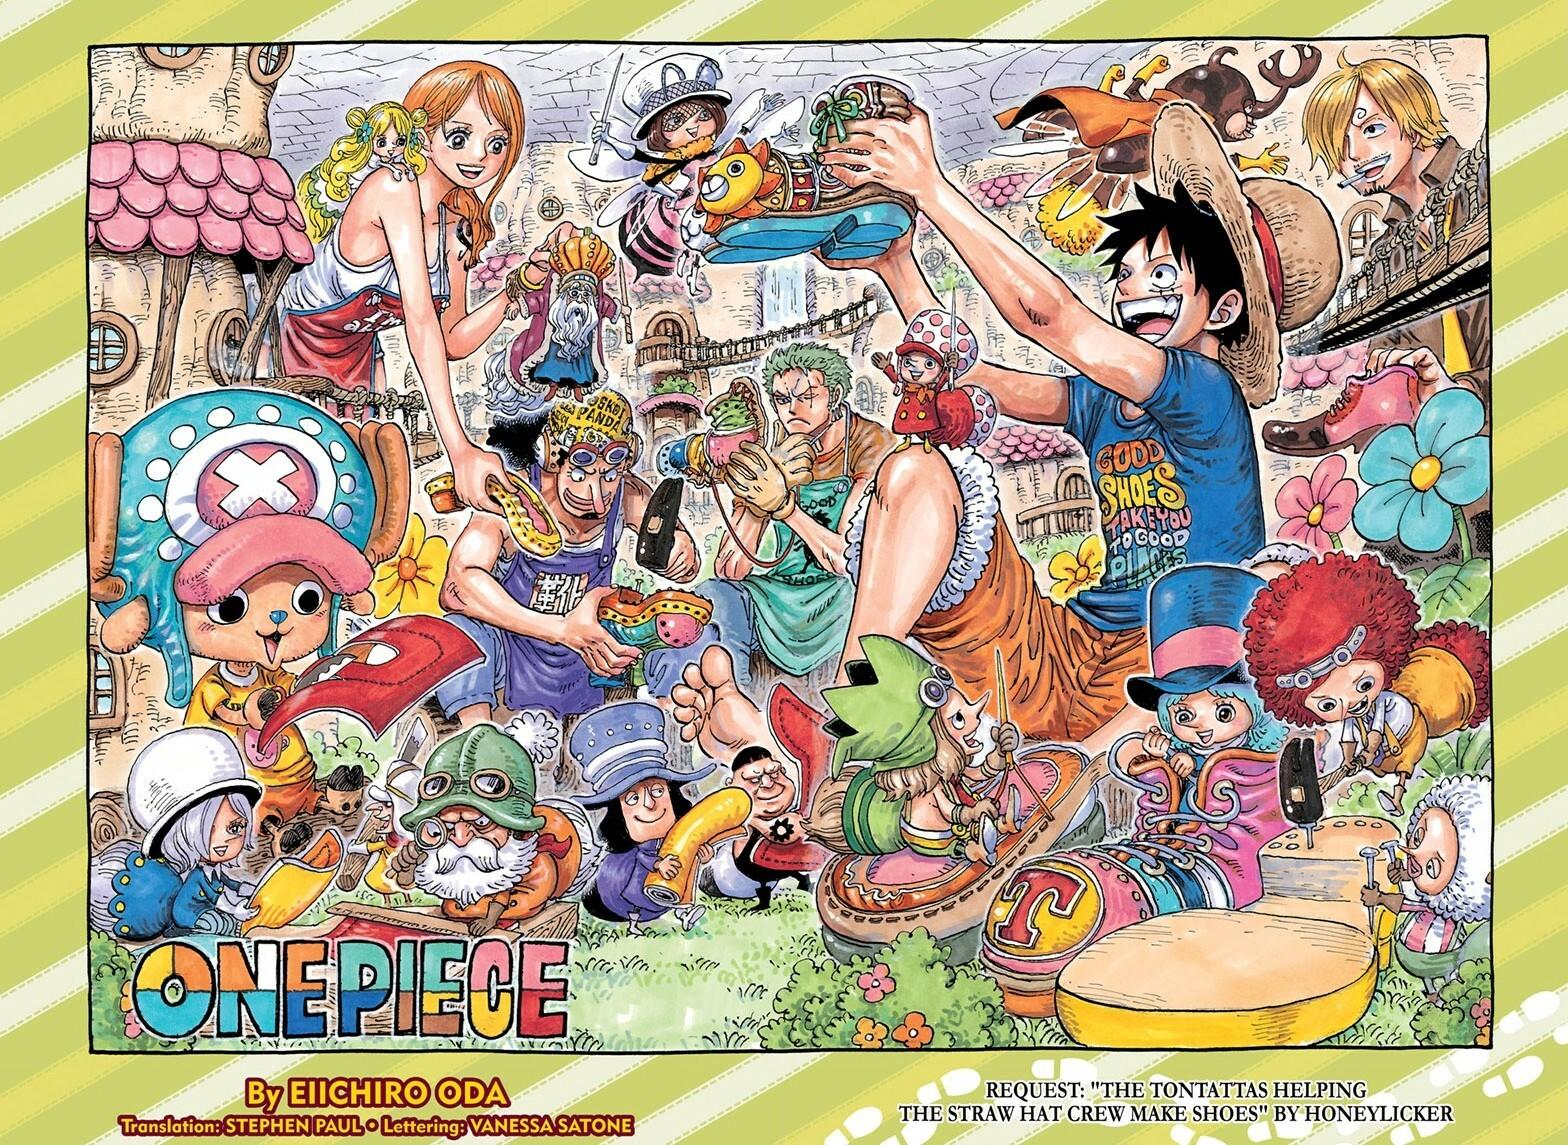 GOOD
SHOES
TAKE YOU
TO GOOD
PLACES
T
ONE PIECE
By EIICHIRO ODA
Translation: STEPHEN PAUL • Lettering: VANESSA SATONE
REQUEST: "THE TONTATTAS HELPING
THE STRAW HAT CREW MAKE SHOES" BY HONEYLICKER